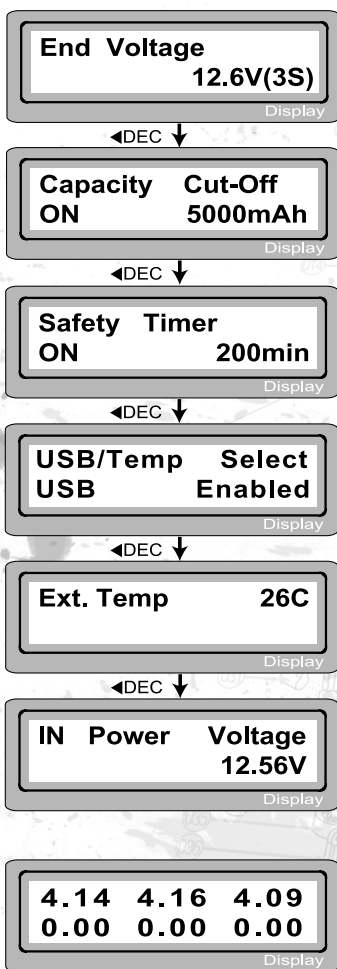 End Voltage
12.6V(3S)
Display
◄DEC
Capacity Cut-Off
ON 5000mAh
Display
◄DEC
Safety Timer
ON 200min
Display
◄DEC
USB/Temp Select
USB Enabled
Display
◄DEC
Ext. Temp 26C
Display
◄DEC
IN Power Voltage
12.56V
Display
4.14 4.16 4.09
0.00 0.00 0.00
Display